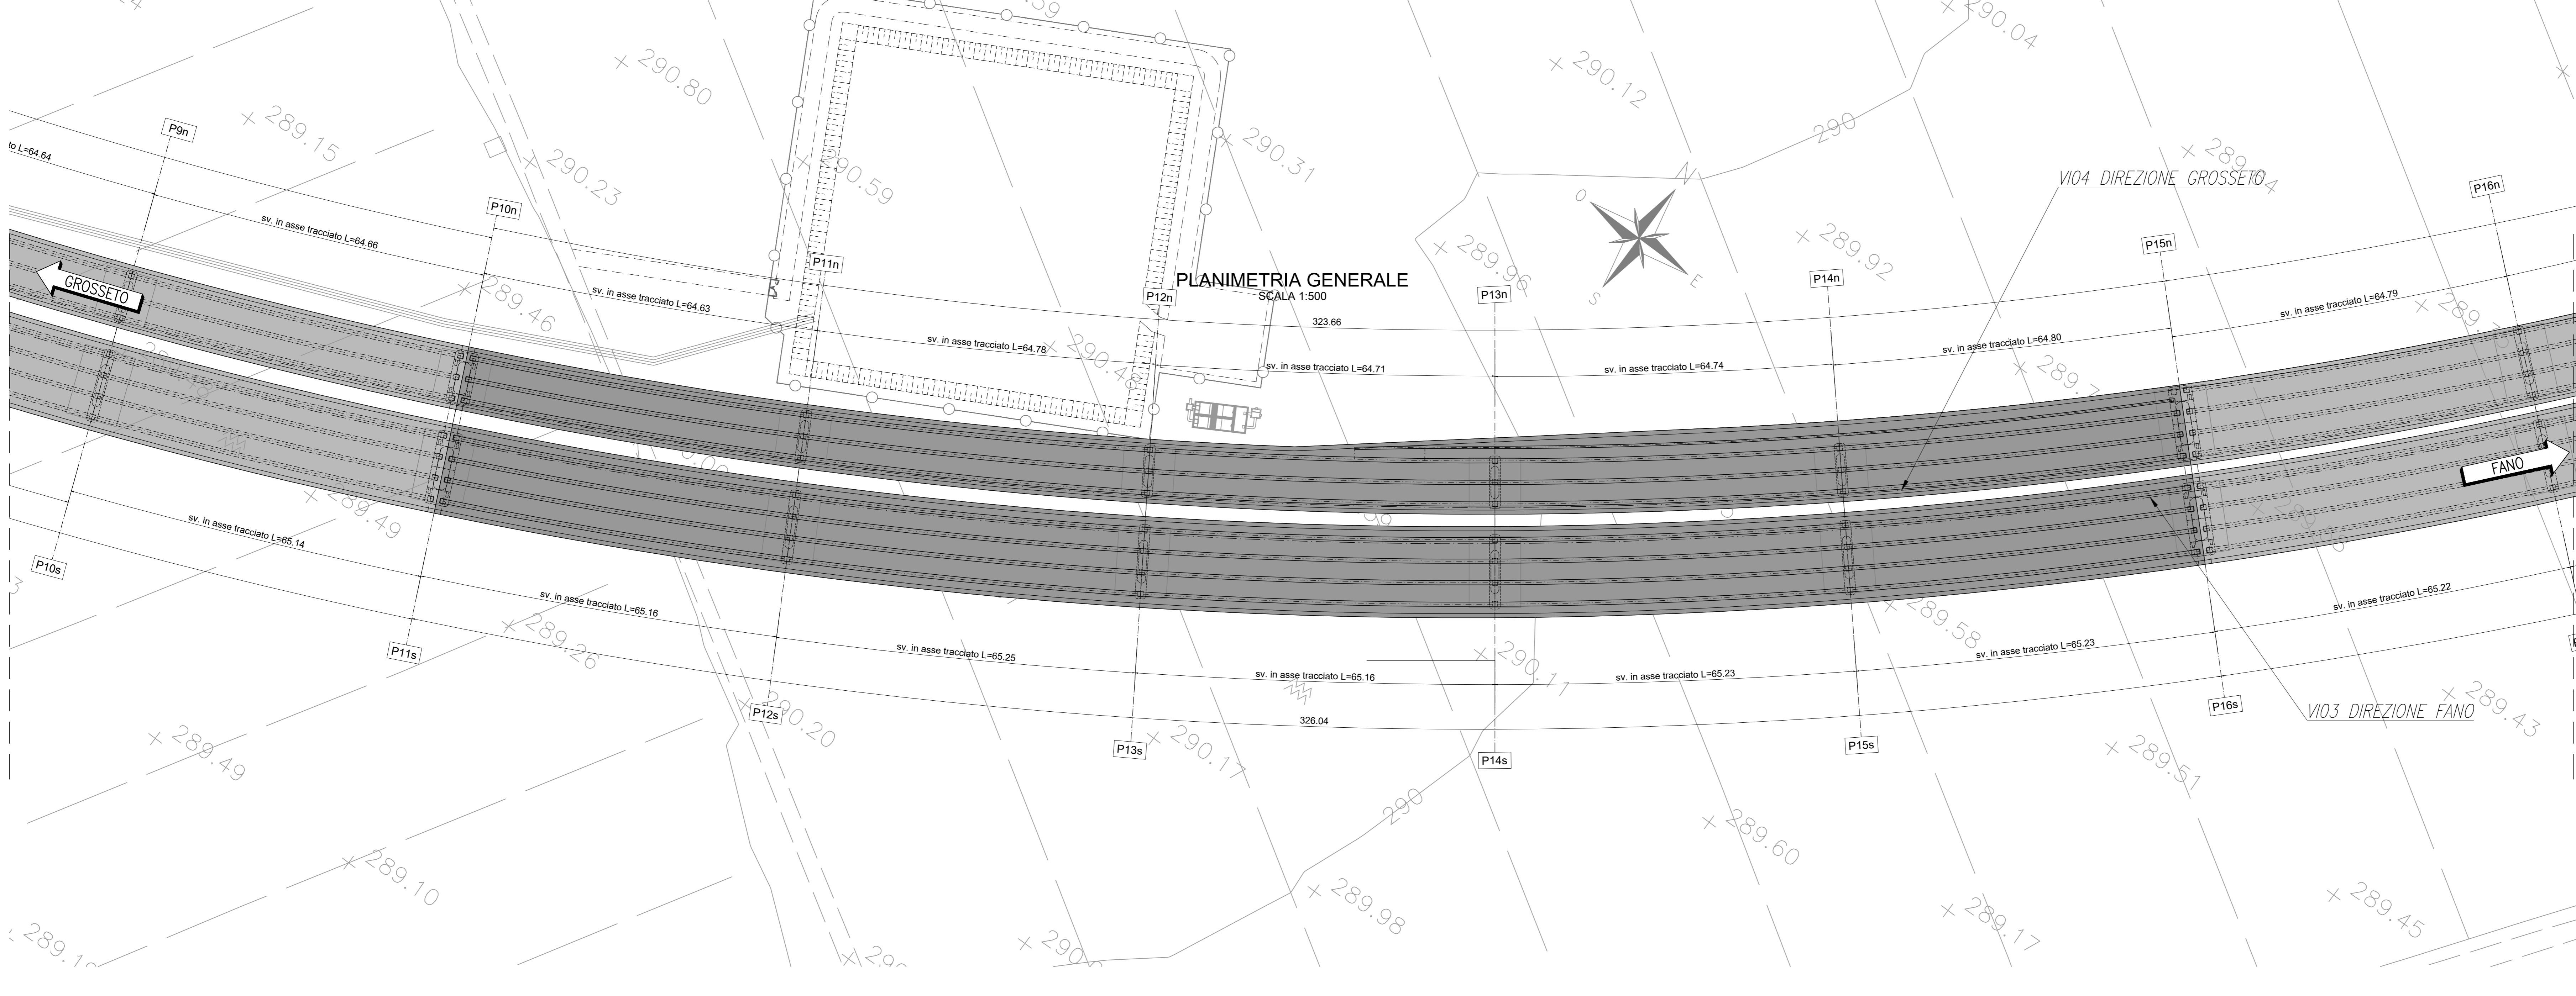 290.04
290.80
290.12
P9n
289.15
290.31
290
to L=64.64
290.23
290.59
N
O
VI04 DIREZIONE GROSSETO
P16n
P10n
sv. in asse tracciato L=64.66
289.96
289.92
P15n
P11n
S
E
PLANIMETRIA GENERALE
SCALA 1:500
P12n
P13n
P14n
GROSSETO
289.46
sv. in asse tracciato L=64.63
323.66
sv. in asse tracciato L=64.79
sv. in asse tracciato L=64.78
sv. in asse tracciato L=64.71
sv. in asse tracciato L=64.74
sv. in asse tracciato L=64.80
FANO
289.49
sv. in asse tracciato L=65.14
P10s
sv. in asse tracciato L=65.16
sv. in asse tracciato L=65.22
289.58
P11s
289.26
sv. in asse tracciato L=65.25
sv. in asse tracciato L=65.16
sv. in asse tracciato L=65.23
sv. in asse tracciato L=65.23
290.11
P12s
290.20
326.04
P16s
VI03 DIREZIONE FANO
289.43
289.49
P13s
290.17
P14s
P15s
289.51
290
289.60
289.10
289.98
289.17
289.45